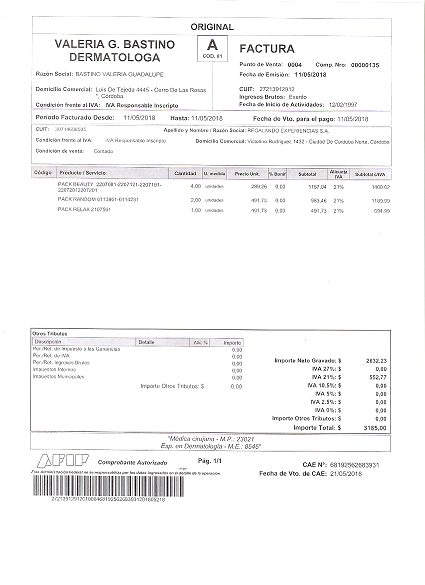 ORIGINAL
VALERIA G. BASTINO
DERMATOLOGA
A
COD. 01
FACTURA
Punto de Venta: 0004 Comp. Nro: 00000135
Fecha de Emisión: 11/05/2018
Razón Social: BASTINO VALERIA GUADALUPE
Domicilio Comercial: Luis De Tejeda 4445 - Cerro De Las Rosas
*, Córdoba
CUIT: 27213912912
Ingresos Brutos: Exento
Condición frente al IVA: IVA Responsable Inscripto
Fecha de Inicio de Actividades: 12/02/1997
Período Facturado Desde: 11/05/2018 Hasta: 11/05/2018 Fecha de Vto. para el pago: 11/05/2018
CUIT: Apellido y Nombre / Razón Social: REGALANDO EXPERIENCIAS S.A.
Condición frente al IVA: IVA Responsable Inscripto Domicilio Comercial: Victorino Rodriguez 1432 - Ciudad De Cordoba Norte, Córdoba
Condición de venta: Contado
Código Producto / Servicio Cantidad U. medida Precio Unit. % Bonif Subtotal Alicuota IVA Subtotal c/IVA
PACK BEAUTY 2207081-2207121-2207191- 4,00 unidades 289,26 0,00 1157,04 21% 1400,02
2207201/2207201
PACK RANDOM 2,00 unidades 491,73 0,00 983,46 21% 1189,99
PACK RELAX 2107561 1,00 unidades 491,73 0,00 491,73 21% 594,99
Otros Tributos
Descripción Detalle Alíc. % Importe
Per./Ret. de Impuesto a las Ganancias 0,00
Per./Ret. de IVA 0,00
Per./Ret. Ingresos Brutos 0,00
Impuestos Internos 0,00
Impuestos Municipales 0,00
Importe Otros Tributos: $ 0,00
Importe Neto Gravado: $ 2632,23
IVA 27%: $ 0,00
IVA 21%: $ 552,77
IVA 10.5%: $ 0,00
IVA 5%: $ 0,00
IVA 2.5%: $ 0,00
IVA 0%: $ 0,00
Importe Otros Tributos: $ 0,00
Importe Total: $ 3185,00
"Médica cirujana - M.P.: 23021
Esp. en Dermatologia - M.E.: 8545"
AFIP
Comprobante Autorizado
Pág. 1/1
CAE N°: 68192562683931
Fecha de Vto. de CAE: 21/05/2018
Esta Administración Federal no se responsabiliza por los datos ingresados en el detalle de la operación